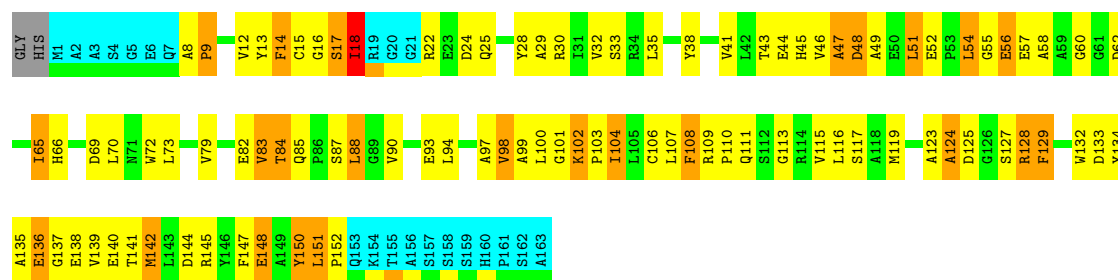 GLY HIS M1 A2 A3 S4 G5 E6 Q7 A8 P9 V12 Y13 F14 C15 G16 S17 I18 R19 G20 G21 R22 E23 D24 Q25 Y28 A29 R30 I31 V32 S33 R34 L35 Y38 V41 L42 T43 E44 H45 V46 A47 D48 A49 E50 L51 E52 P53 L54 G55 E56 E57 A58 A59 G60 G61 D62
I65 H66 D69 L70 N71 W72 L73 V79 E82 V83 T84 Q85 P86 S87 L88 G89 V90 E93 L94 A97 V98 A99 L100 G101 K102 P103 I104 L105 C106 L107 F108 R109 P110 Q111 S112 G113 R114 V115 L116 S117 A118 M119 A123 A124 D125 G126 S127 R128 F129 W132 D133 Y134
A135 E136 G137 E138 V139 E140 T141 M142 L143 D144 R145 Y146 F147 E148 A149 Y150 L151 P152 Q153 K154 T155 A156 S157 S158 S159 H160 P161 S162 A163